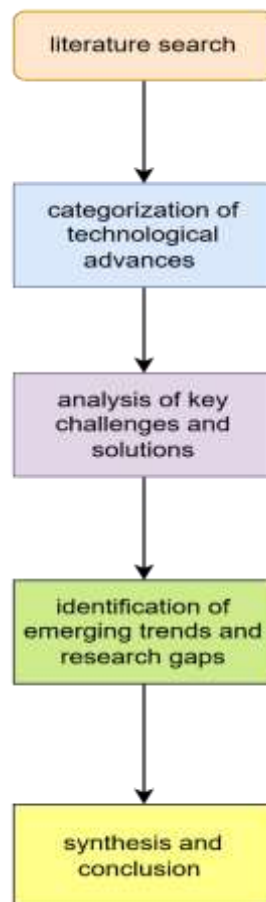 literature search
categorization of
technological
advances
analysis of key
challenges and
solutions
identification of
emerging trends and
research gaps
synthesis and
conclusion